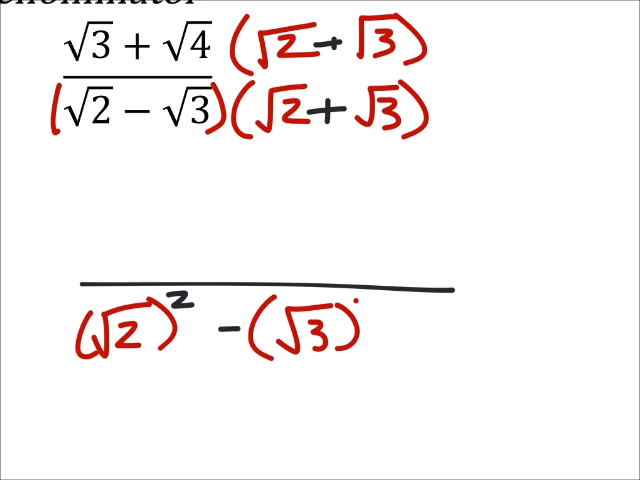 √3 + √4 (√2 + √3)
(√2 − √3)(√2 + √3)
(√2)² − (√3)